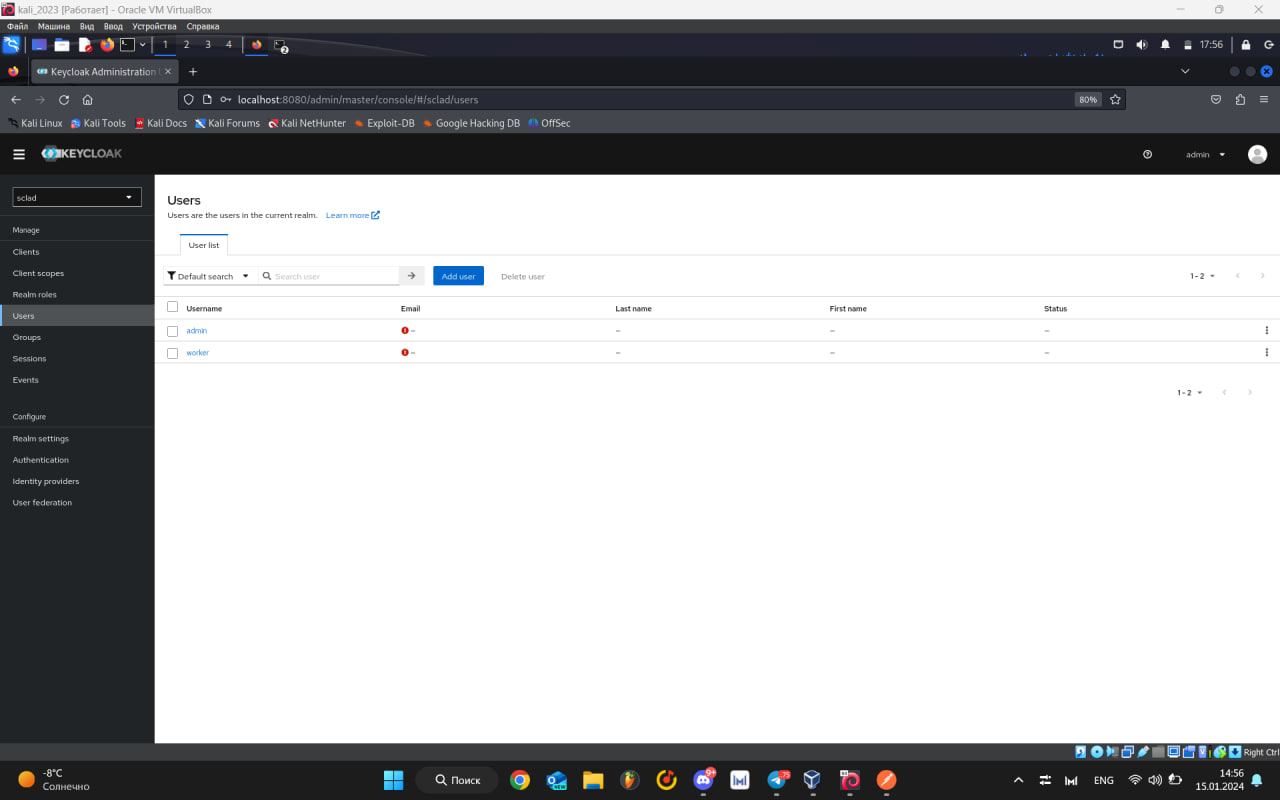 kali_2023 [Работает] - Oracle VM VirtualBox
Файл Машина Вид Ввод Устройства Справка
1 2 3 4 2 17:56
Keycloak Administration
localhost:8080/admin/master/console/#/sclad/users 80%
Kali Linux Kali Tools Kali Docs Kali Forums Kali NetHunter Exploit-DB Google Hacking DB OffSec
KEYCLOAK admin
sclad
Manage
Clients
Client scopes
Realm roles
Users
Groups
Sessions
Events
Configure
Realm settings
Authentication
Identity providers
User federation
Users
Users are the users in the current realm. Learn more
User list
Default search Search user Add user Delete user 1 - 2
Username Email Last name First name Status
admin – – – –
worker – – – –
1 - 2
Right Ctrl
-8°C
Солнечно
Поиск
NEW
9+
75
ENG
14:56
15.01.2024